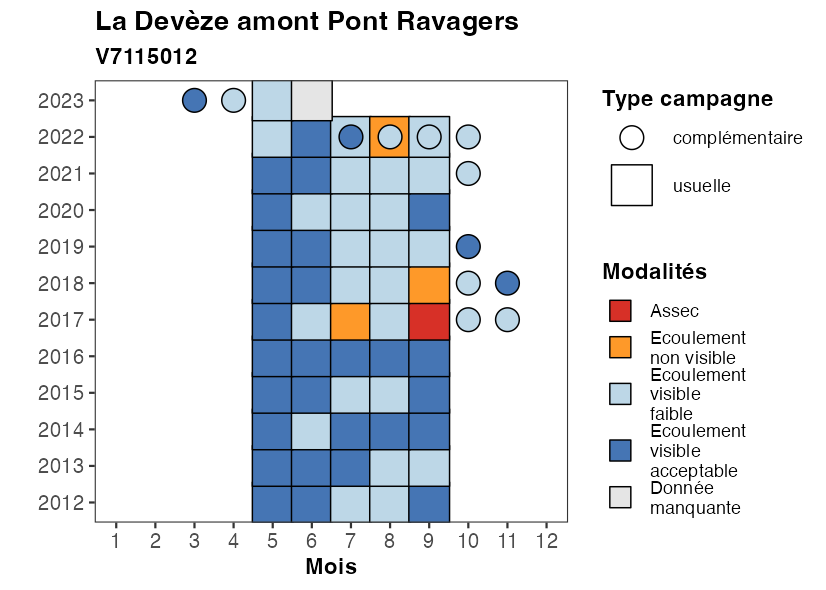 La Devèze amont Pont Ravagers
V7115012
2023
2022
2021
2020
2019
2018
2017
2016
2015
2014
2013
2012
1 2 3 4 5 6 7 8 9 10 11 12
Mois
Type campagne
complémentaire
usuelle
Modalités
Assec
Ecoulement
non visible
Ecoulement
visible
faible
Ecoulement
visible
acceptable
Donnée
manquante